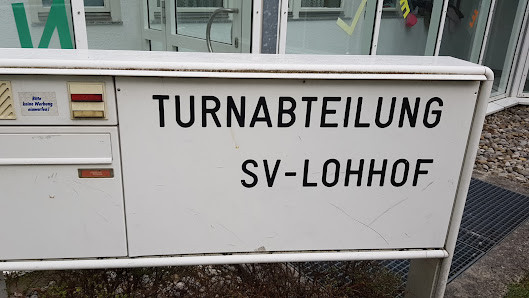 Bitte
keine Werbung
einwerfen!
TURNABTEILUNG
SV-LOHHOF